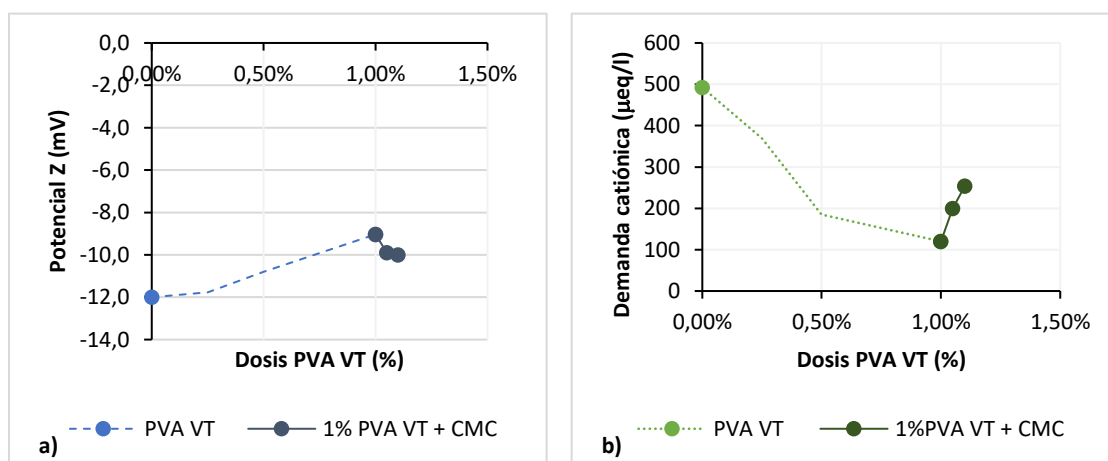 0,0
-2,0
-4,0
-6,0
-8,0
-10,0
-12,0
-14,0
0,00% 0,50% 1,00% 1,50%
Potencial Z (mV)
Dosis PVA VT (%)
PVA VT 1% PVA VT + CMC
a)
600
500
400
300
200
100
0
0,00% 0,50% 1,00% 1,50%
Demanda catiónica (µeq/l)
Dosis PVA VT (%)
PVA VT 1%PVA VT + CMC
b)